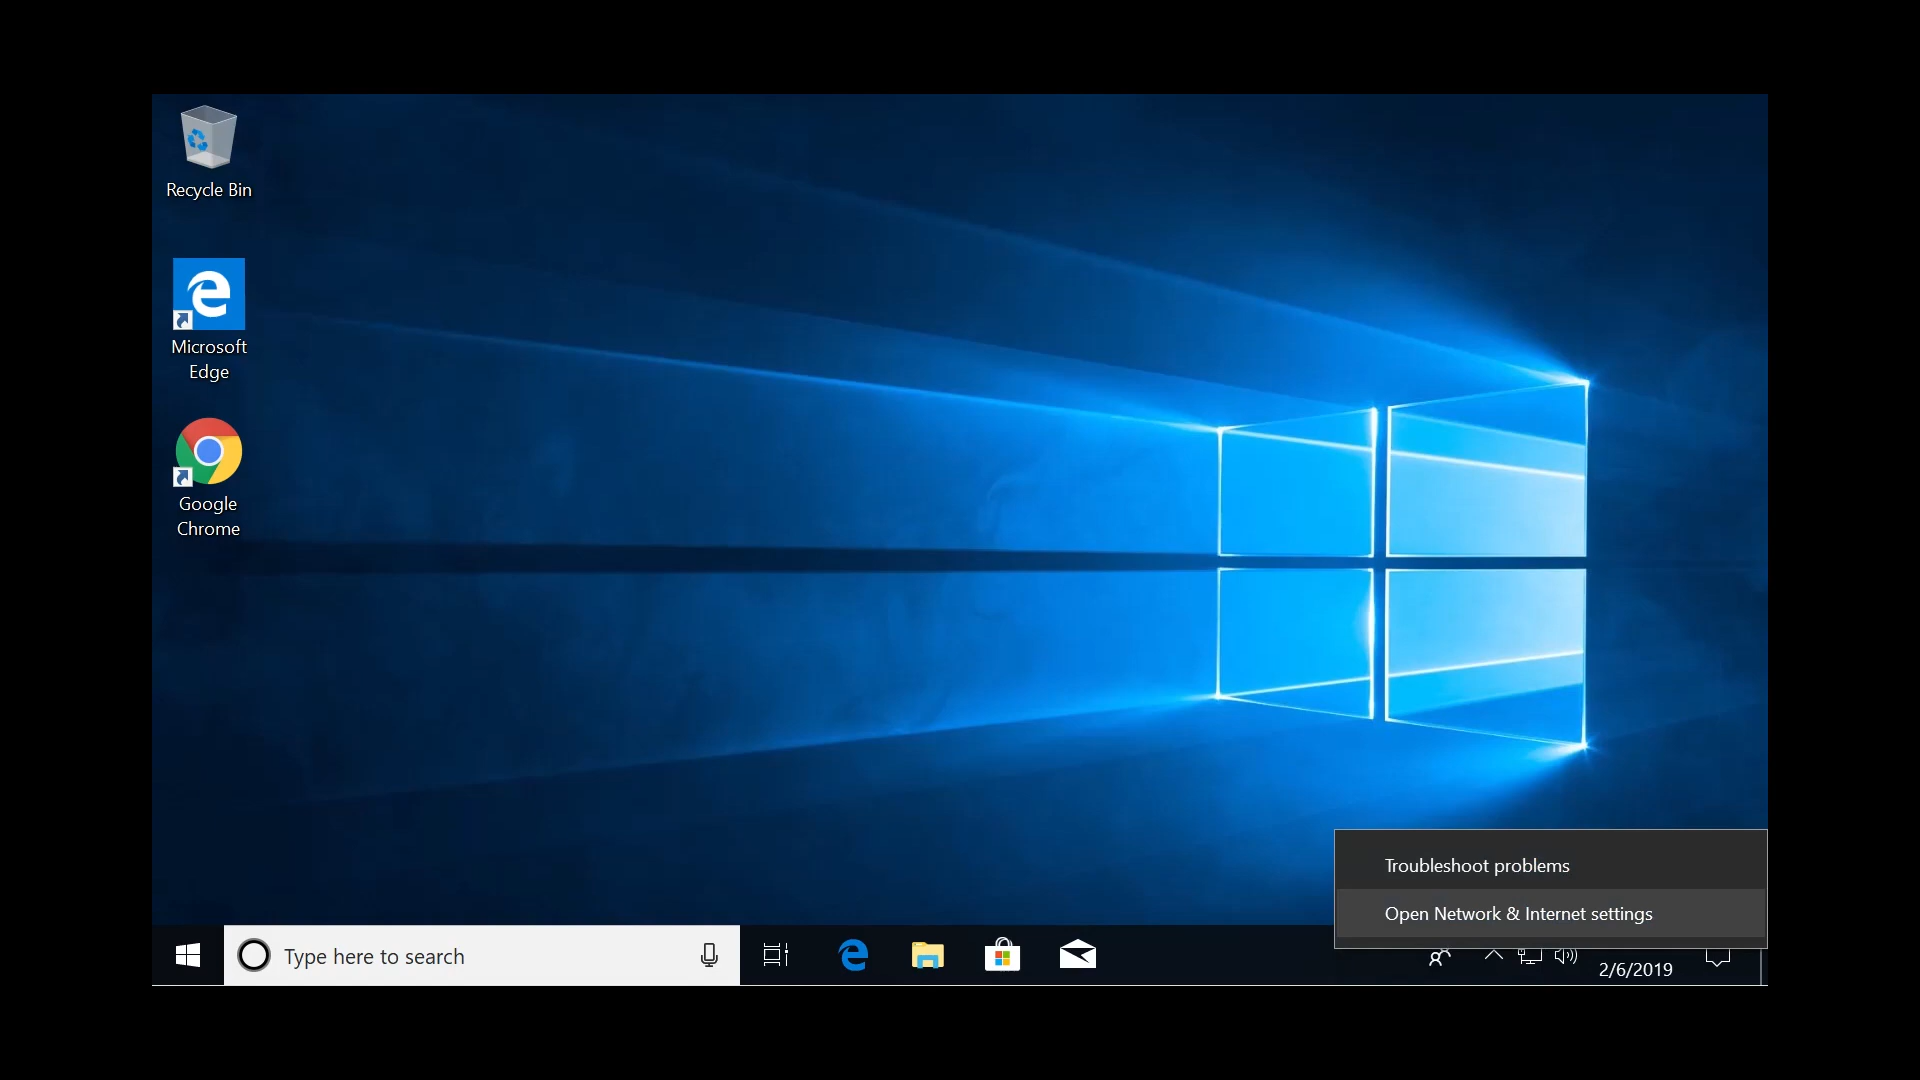 Recycle Bin
Microsoft
Edge
Google
Chrome
Troubleshoot problems
Open Network & Internet settings
Type here to search
2/6/2019